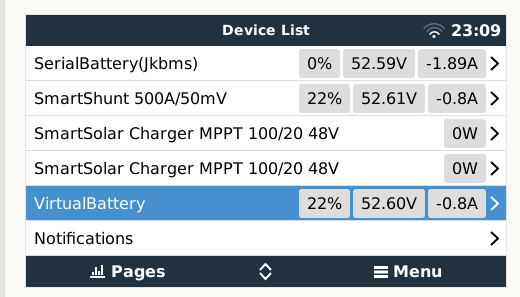 Device List 23:09
SerialBattery(Jkbms) 0% 52.59V -1.89A
SmartShunt 500A/50mV 22% 52.61V -0.8A
SmartSolar Charger MPPT 100/20 48V 0W
SmartSolar Charger MPPT 100/20 48V 0W
VirtualBattery 22% 52.60V -0.8A
Notifications
Pages Menu